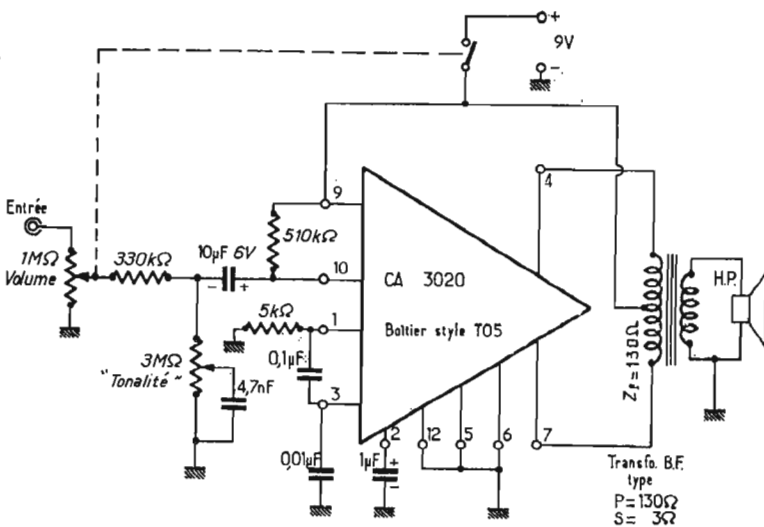 +
9V
-
9
4
Entrée
1MΩ
Volume
330kΩ
10µF 6V
- +
510kΩ
10
CA 3020
Boîtier style T05
H.P.
5kΩ
1
0,1µF
3MΩ
"Tonalité"
4,7nF
3
Zp=130Ω
0,01µF
1µF
+
-
2
12
5
6
7
Transfo. B.F.
type
P=130Ω
S= 3Ω